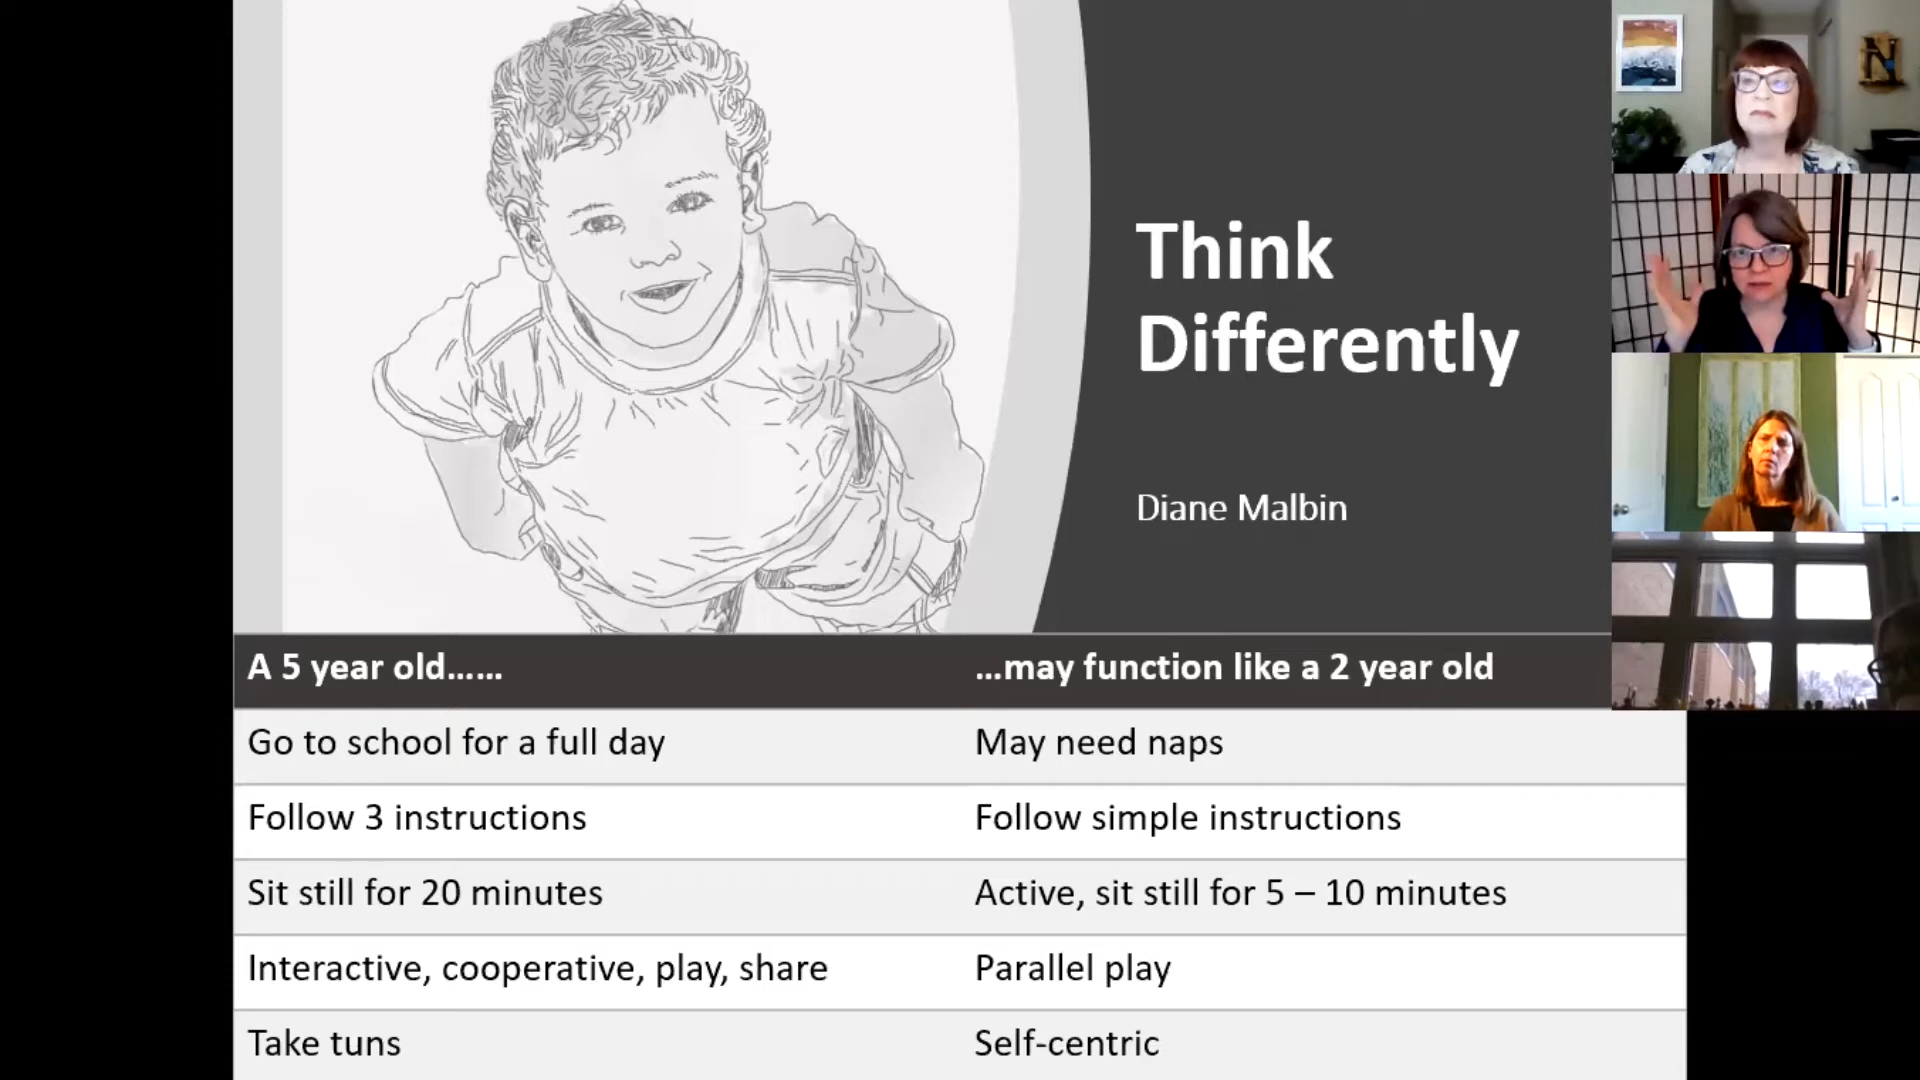 Think
Differently
Diane Malbin
A 5 year old...... ...may function like a 2 year old
Go to school for a full day May need naps
Follow 3 instructions Follow simple instructions
Sit still for 20 minutes Active, sit still for 5 – 10 minutes
Interactive, cooperative, play, share Parallel play
Take tuns Self-centric
N